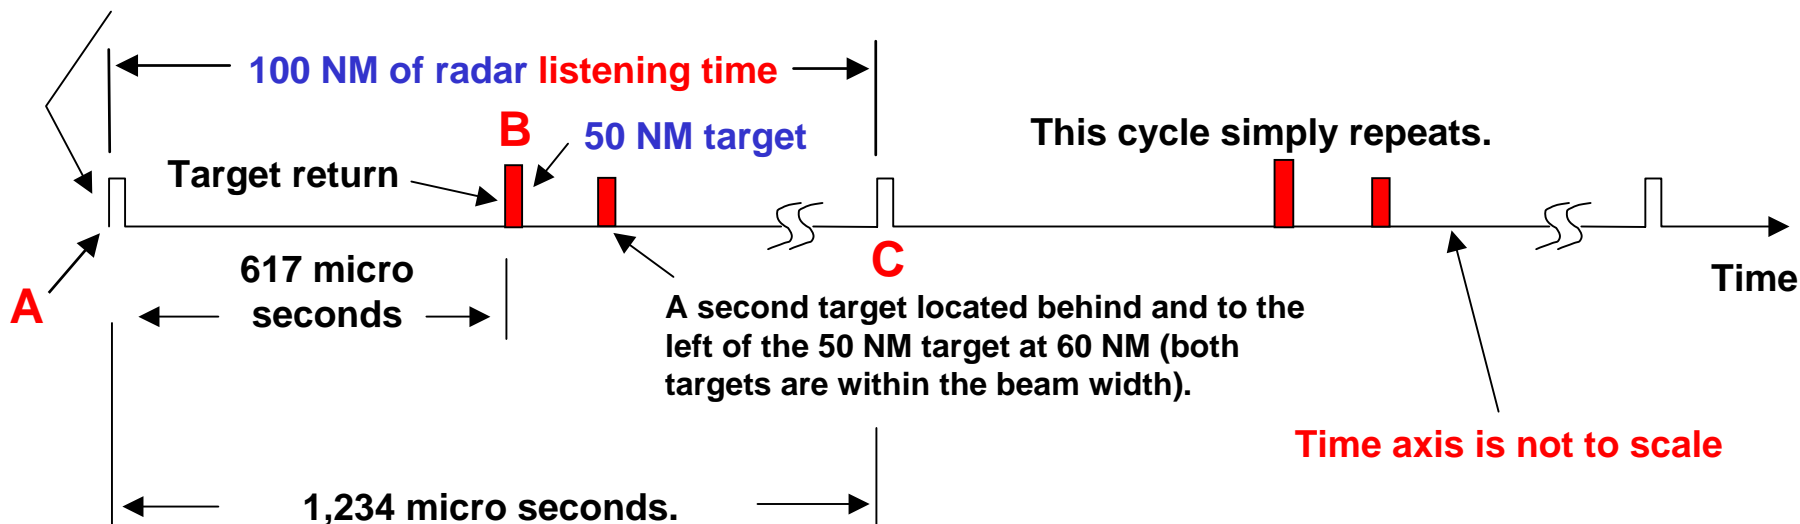 100 NM of radar listening time
B
50 NM target
This cycle simply repeats.
Target return
A
617 micro
seconds
C
A second target located behind and to the
left of the 50 NM target at 60 NM (both
targets are within the beam width).
Time
Time axis is not to scale
1,234 micro seconds.